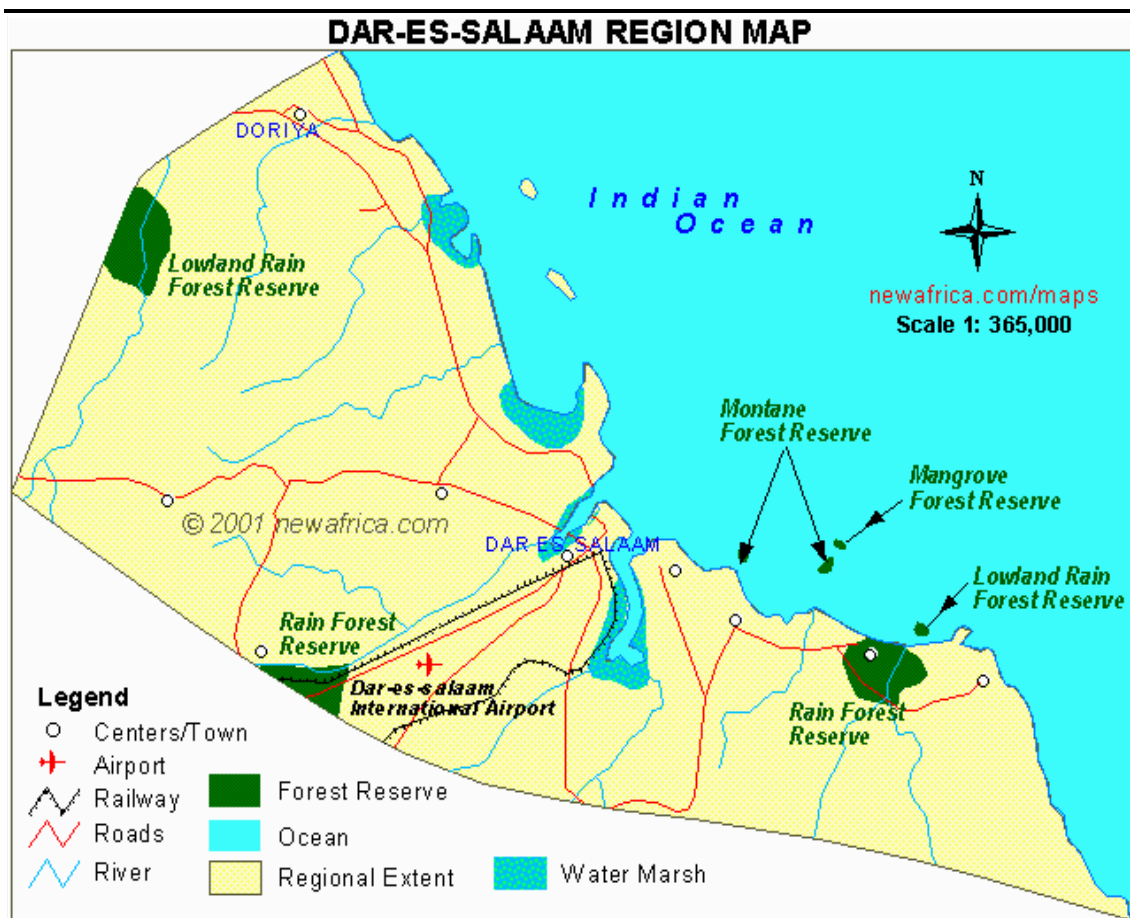 DAR-ES-SALAAM REGION MAP
DORIYA
Indian
Ocean
N
Lowland Rain
Forest Reserve
newafrica.com/maps
Scale 1: 365,000
Montane
Forest Reserve
Mangrove
Forest Reserve
© 2001 newafrica.com
DAR ES SALAAM
Lowland Rain
Forest Reserve
Rain Forest
Reserve
Dar-es-salaam
International Airport
Rain Forest
Reserve
Legend
Centers/Town
Airport
Railway
Roads
River
Forest Reserve
Ocean
Regional Extent
Water Marsh